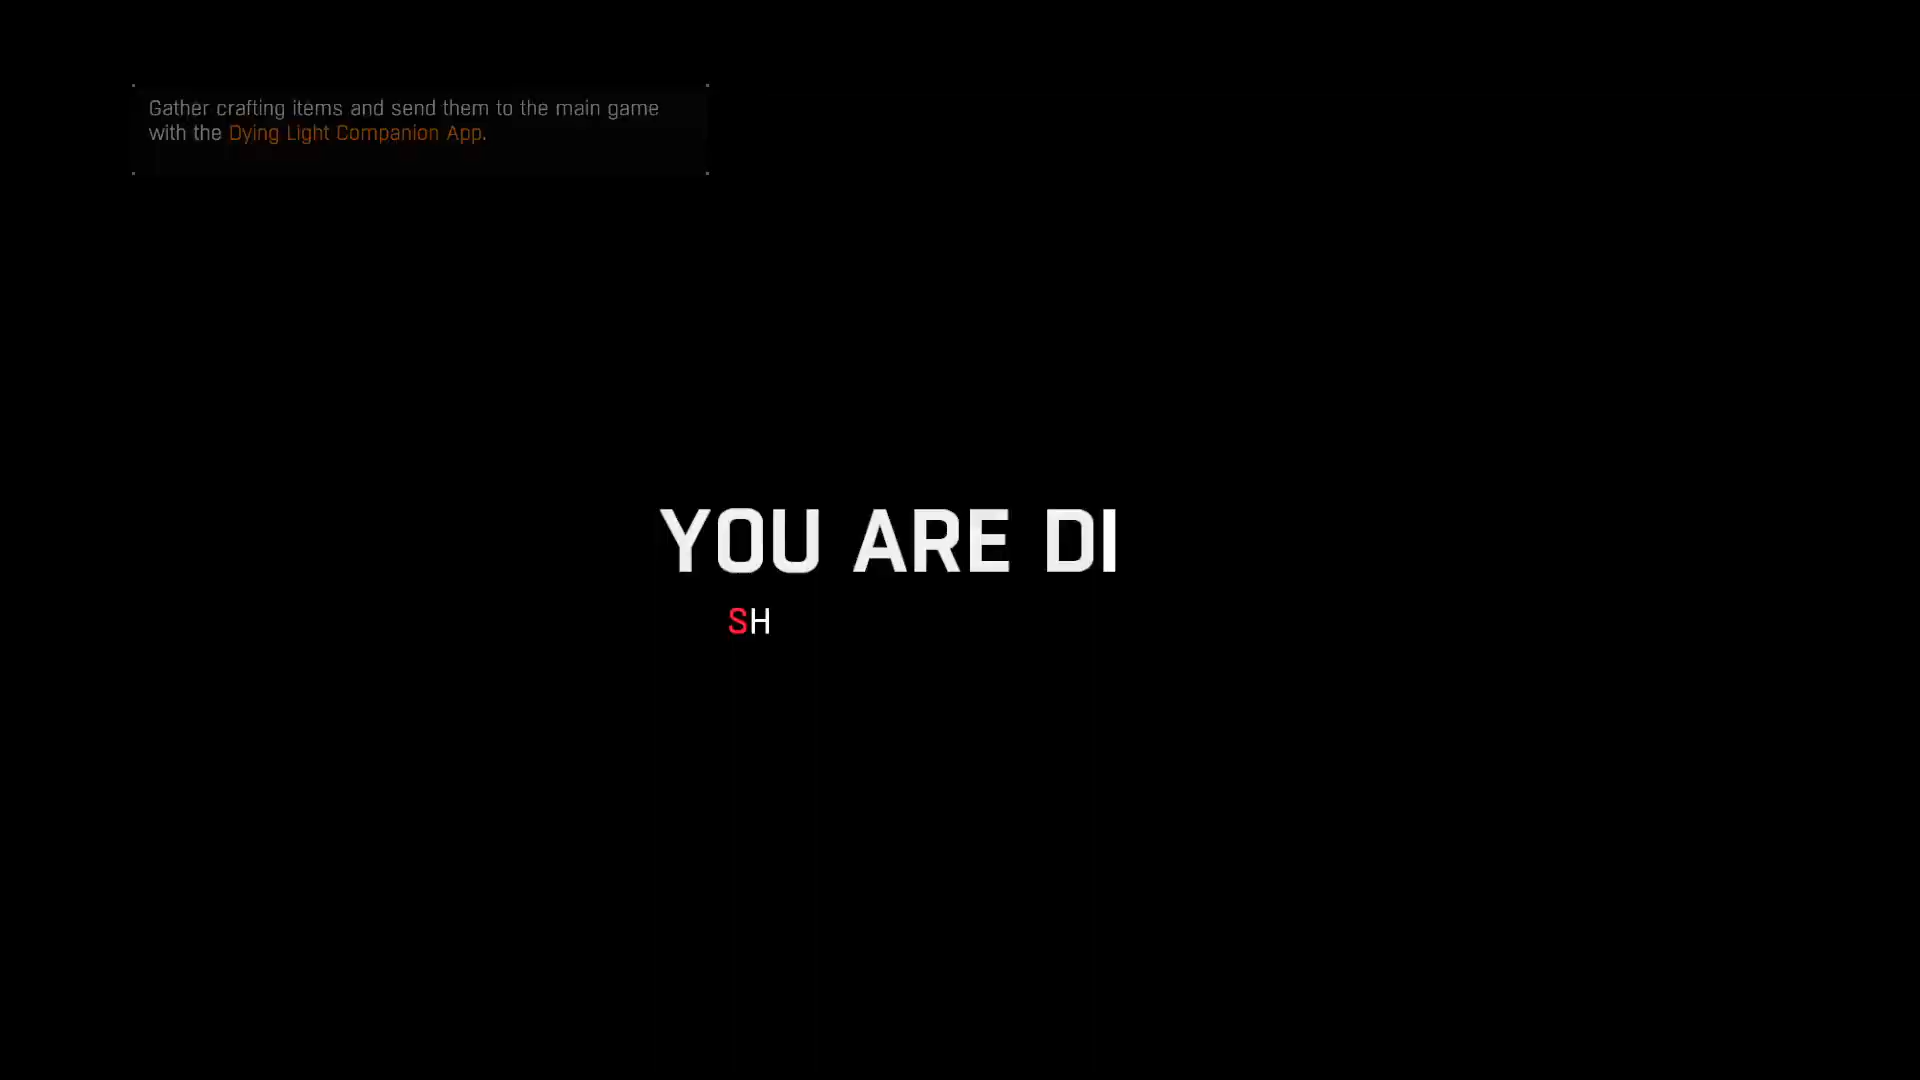 Gather crafting items and send them to the main game
with the Dying Light Companion App.
YOU ARE DI
SH